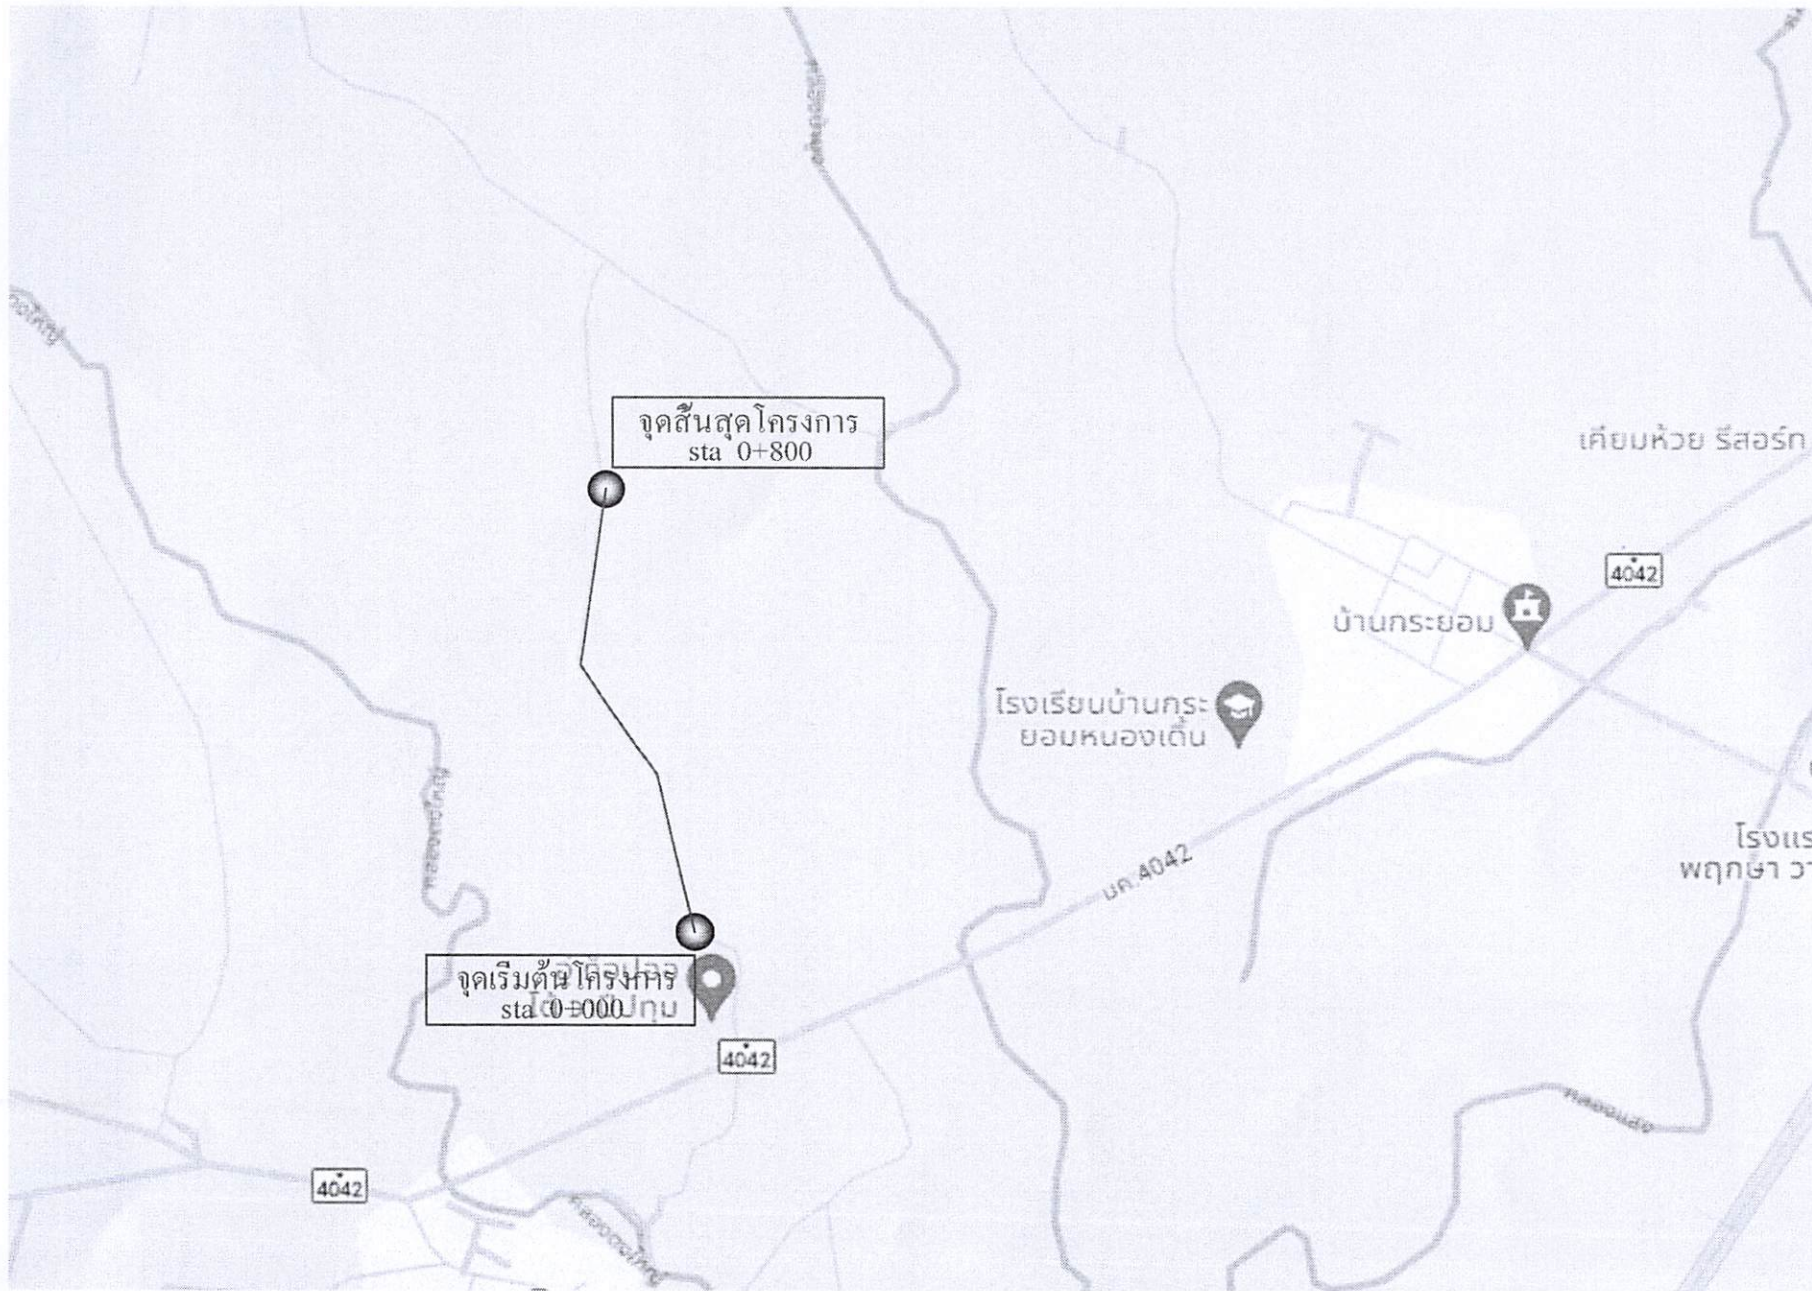 จุดสิ้นสุดโครงการ
sta 0+800
เคียมห้วย รีสอร์ท
4042
บ้านกระยอม
โรงเรียนบ้านกระ
ยอมหนองเดิ่น
มค.4042
โรงแร
พฤกษา วา
จุดเริ่มต้นโครงการ
sta 0+000
4042
4042